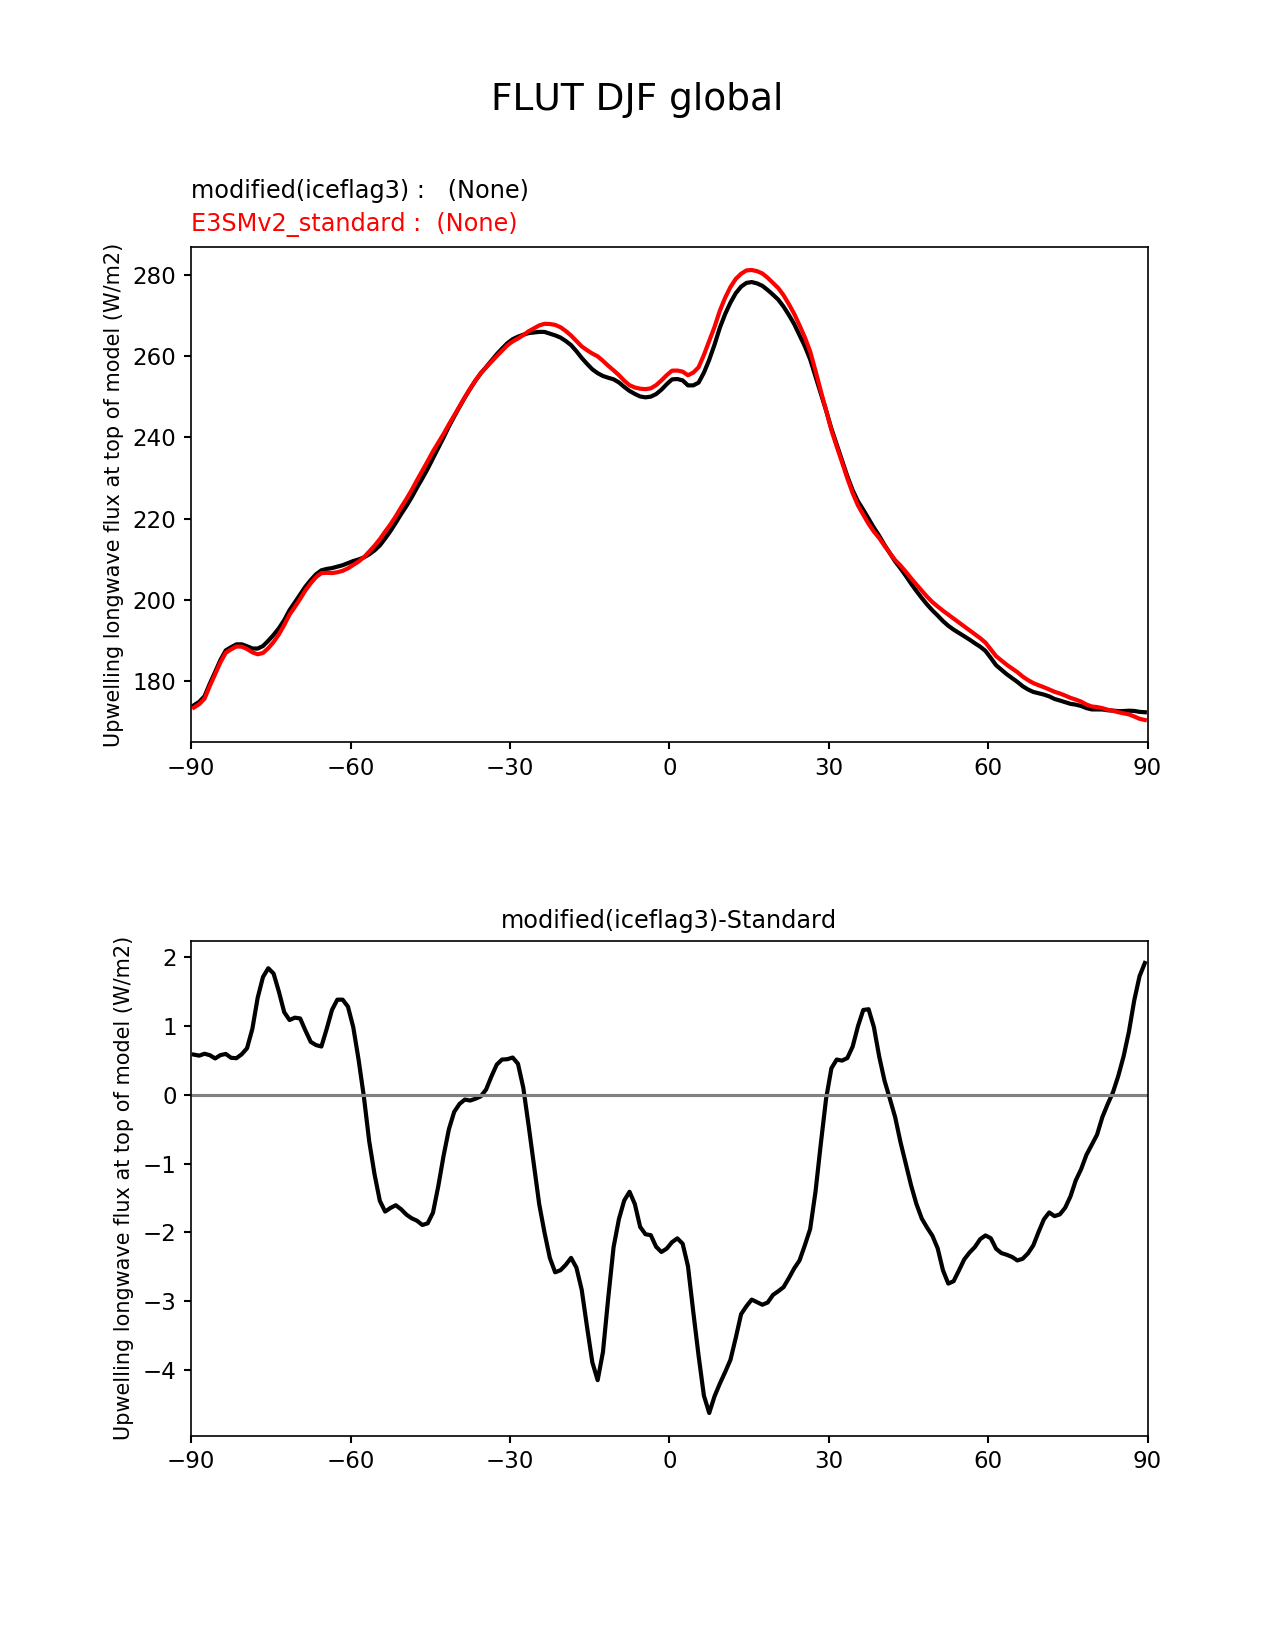 FLUT DJF global
modified(iceflag3) :   (None)
E3SMv2_standard :  (None)
Upwelling longwave flux at top of model (W/m2)
280
260
240
220
200
180
−90 −60 −30 0 30 60 90
modified(iceflag3)-Standard
Upwelling longwave flux at top of model (W/m2)
2
1
0
−1
−2
−3
−4
−90 −60 −30 0 30 60 90